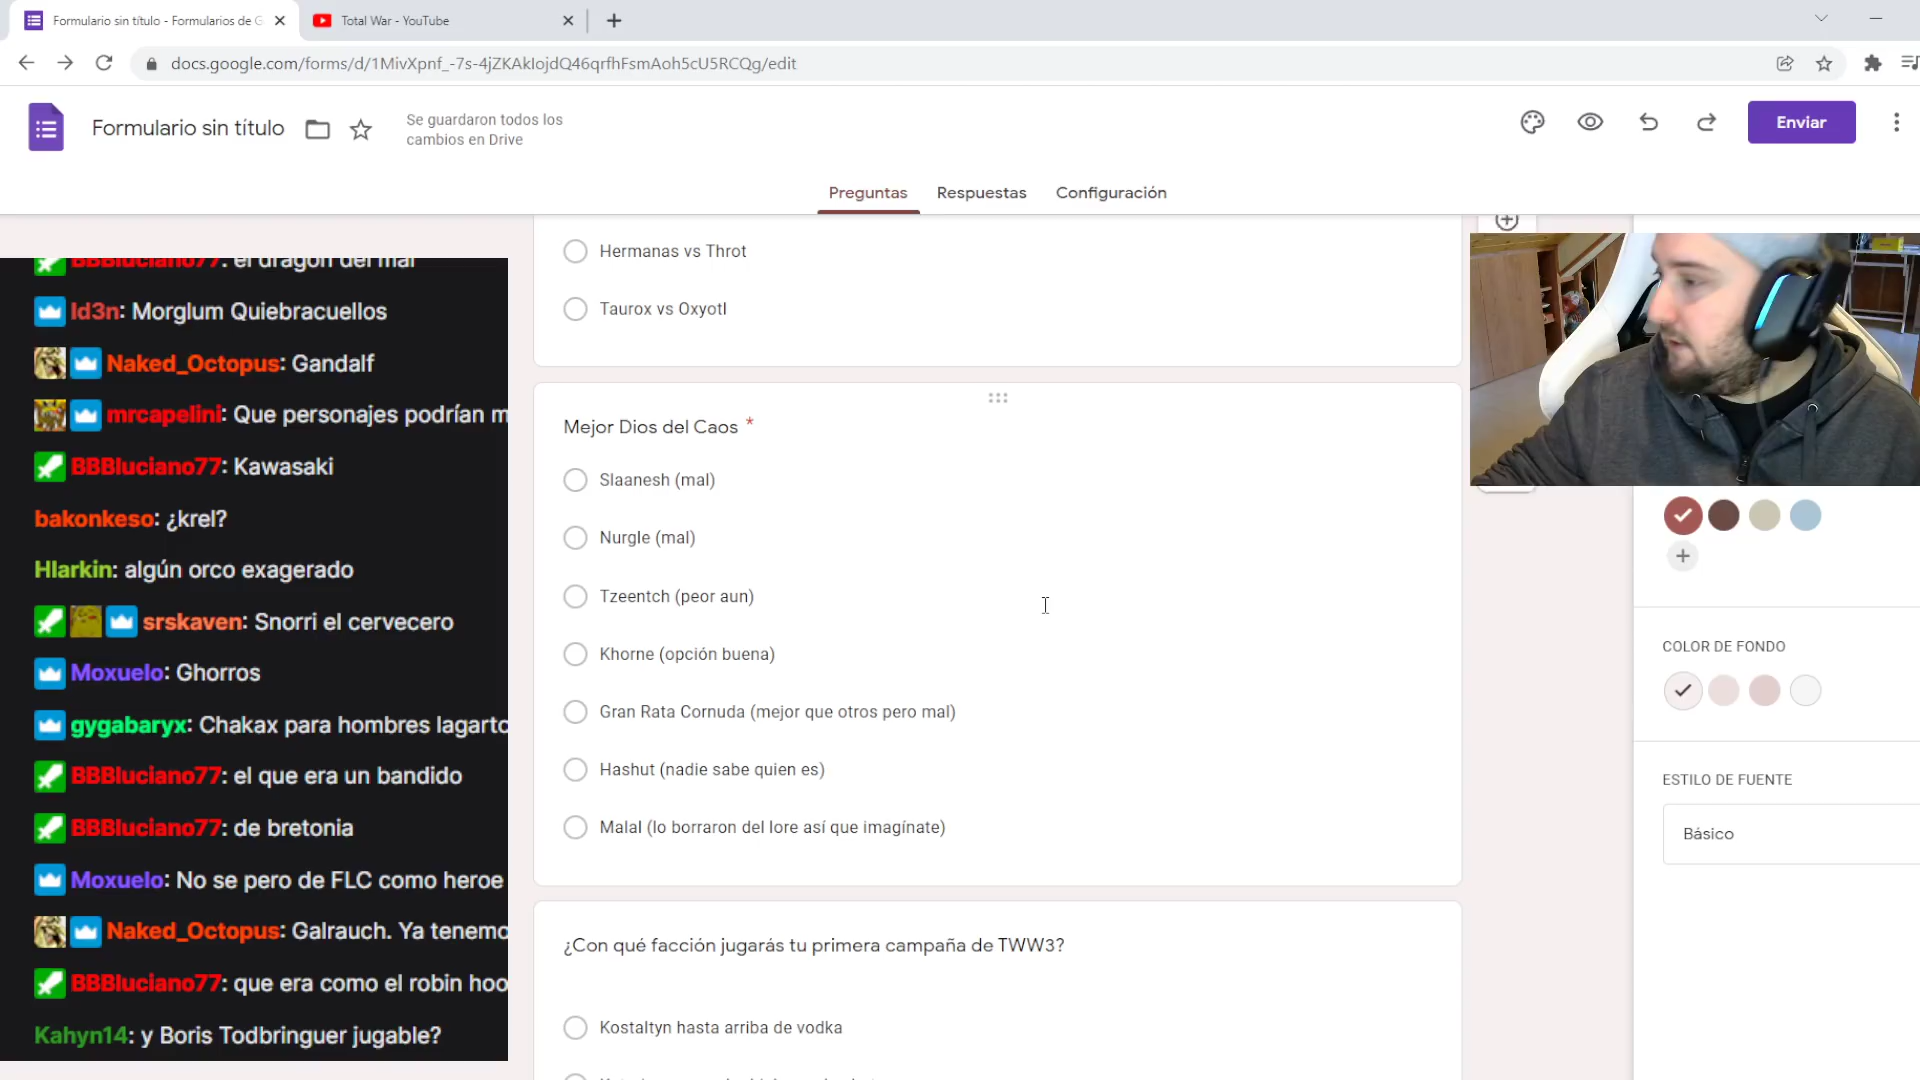 Formulario sin título - Formularios de G
Total War - YouTube
docs.google.com/forms/d/1MivXpnf_-7s-4jZKAkIojdQ46qrfhFsmAoh5cU5RCQg/edit
Formulario sin título
Se guardaron todos los
cambios en Drive
Enviar
Preguntas
Respuestas
Configuración
BBBluciano77: el dragon del mal
Id3n: Morglum Quiebracuellos
Naked_Octopus: Gandalf
mrcapelini: Que personajes podrían m
BBBluciano77: Kawasaki
bakonkeso: ¿krel?
Hlarkin: algún orco exagerado
srskaven: Snorri el cervecero
Moxuelo: Ghorros
gygabaryx: Chakax para hombres lagarto
BBBluciano77: el que era un bandido
BBBluciano77: de bretonia
Moxuelo: No se pero de FLC como heroe
Naked_Octopus: Galrauch. Ya tenemo
BBBluciano77: que era como el robin hoo
Kahyn14: y Boris Todbringuer jugable?
Hermanas vs Throt
Taurox vs Oxyotl
Mejor Dios del Caos *
Slaanesh (mal)
Nurgle (mal)
Tzeentch (peor aun)
Khorne (opción buena)
Gran Rata Cornuda (mejor que otros pero mal)
Hashut (nadie sabe quien es)
Malal (lo borraron del lore así que imagínate)
¿Con qué facción jugarás tu primera campaña de TWW3?
Kostaltyn hasta arriba de vodka
COLOR DE FONDO
ESTILO DE FUENTE
Básico